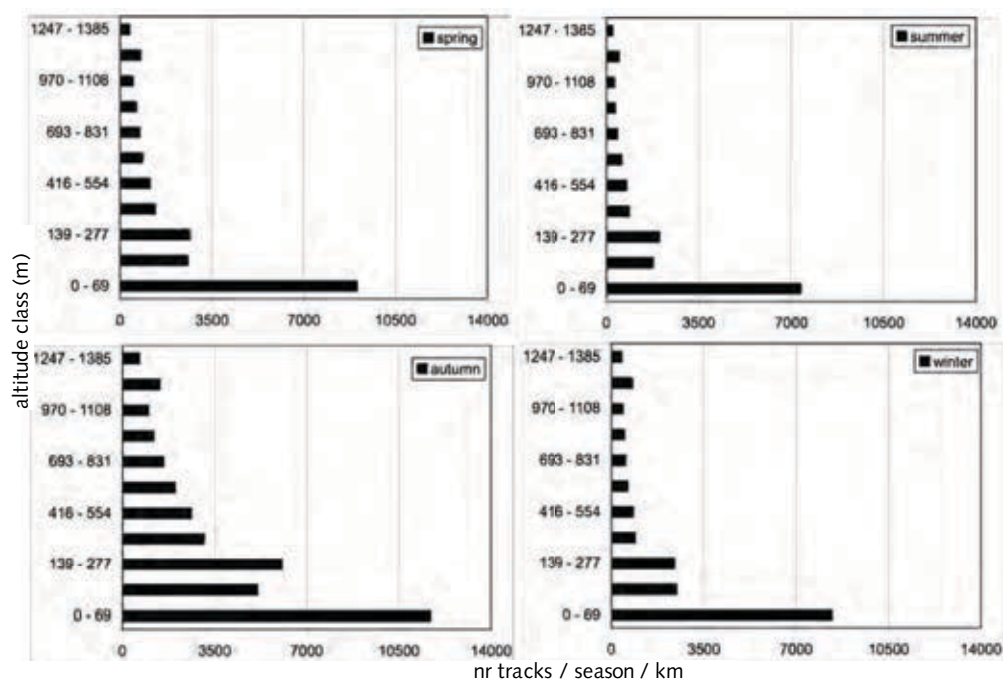 altitude class (m)
1247 - 1385
970 - 1108
693 - 831
416 - 554
139 - 277
0 - 69
0 3500 7000 10500 14000
spring
1247 - 1385
970 - 1108
693 - 831
416 - 554
139 - 277
0 - 69
0 3500 7000 10500 14000
summer
1247 - 1385
970 - 1108
693 - 831
416 - 554
139 - 277
0 - 69
0 3500 7000 10500 14000
autumn
1247 - 1385
970 - 1108
693 - 831
416 - 554
139 - 277
0 - 69
0 3500 7000 10500 14000
winter
nr tracks / season / km